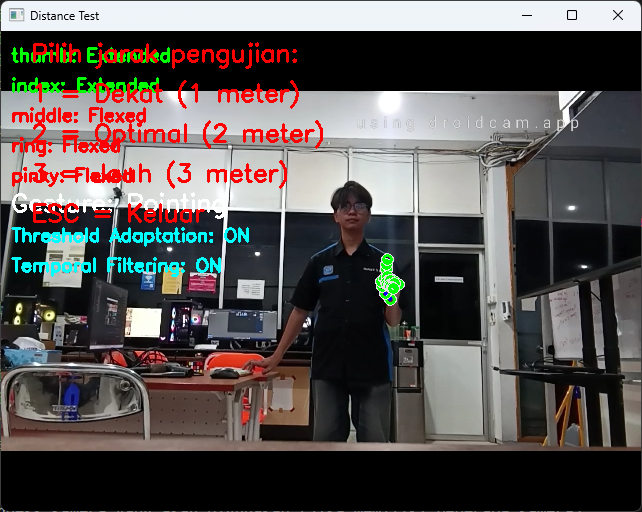 Distance Test
Pilih jarak pengujian:
thumb: Extended
index: Extended
1 = Dekat (1 meter)
middle: Flexed
2 = Optimal (2 meter)
ring: Flexed
3 = Jauh (3 meter)
pinky: Flexed
Gesture: Pointing
ESC = Keluar
Threshold Adaptation: ON
Temporal Filtering: ON
using droidcam.app